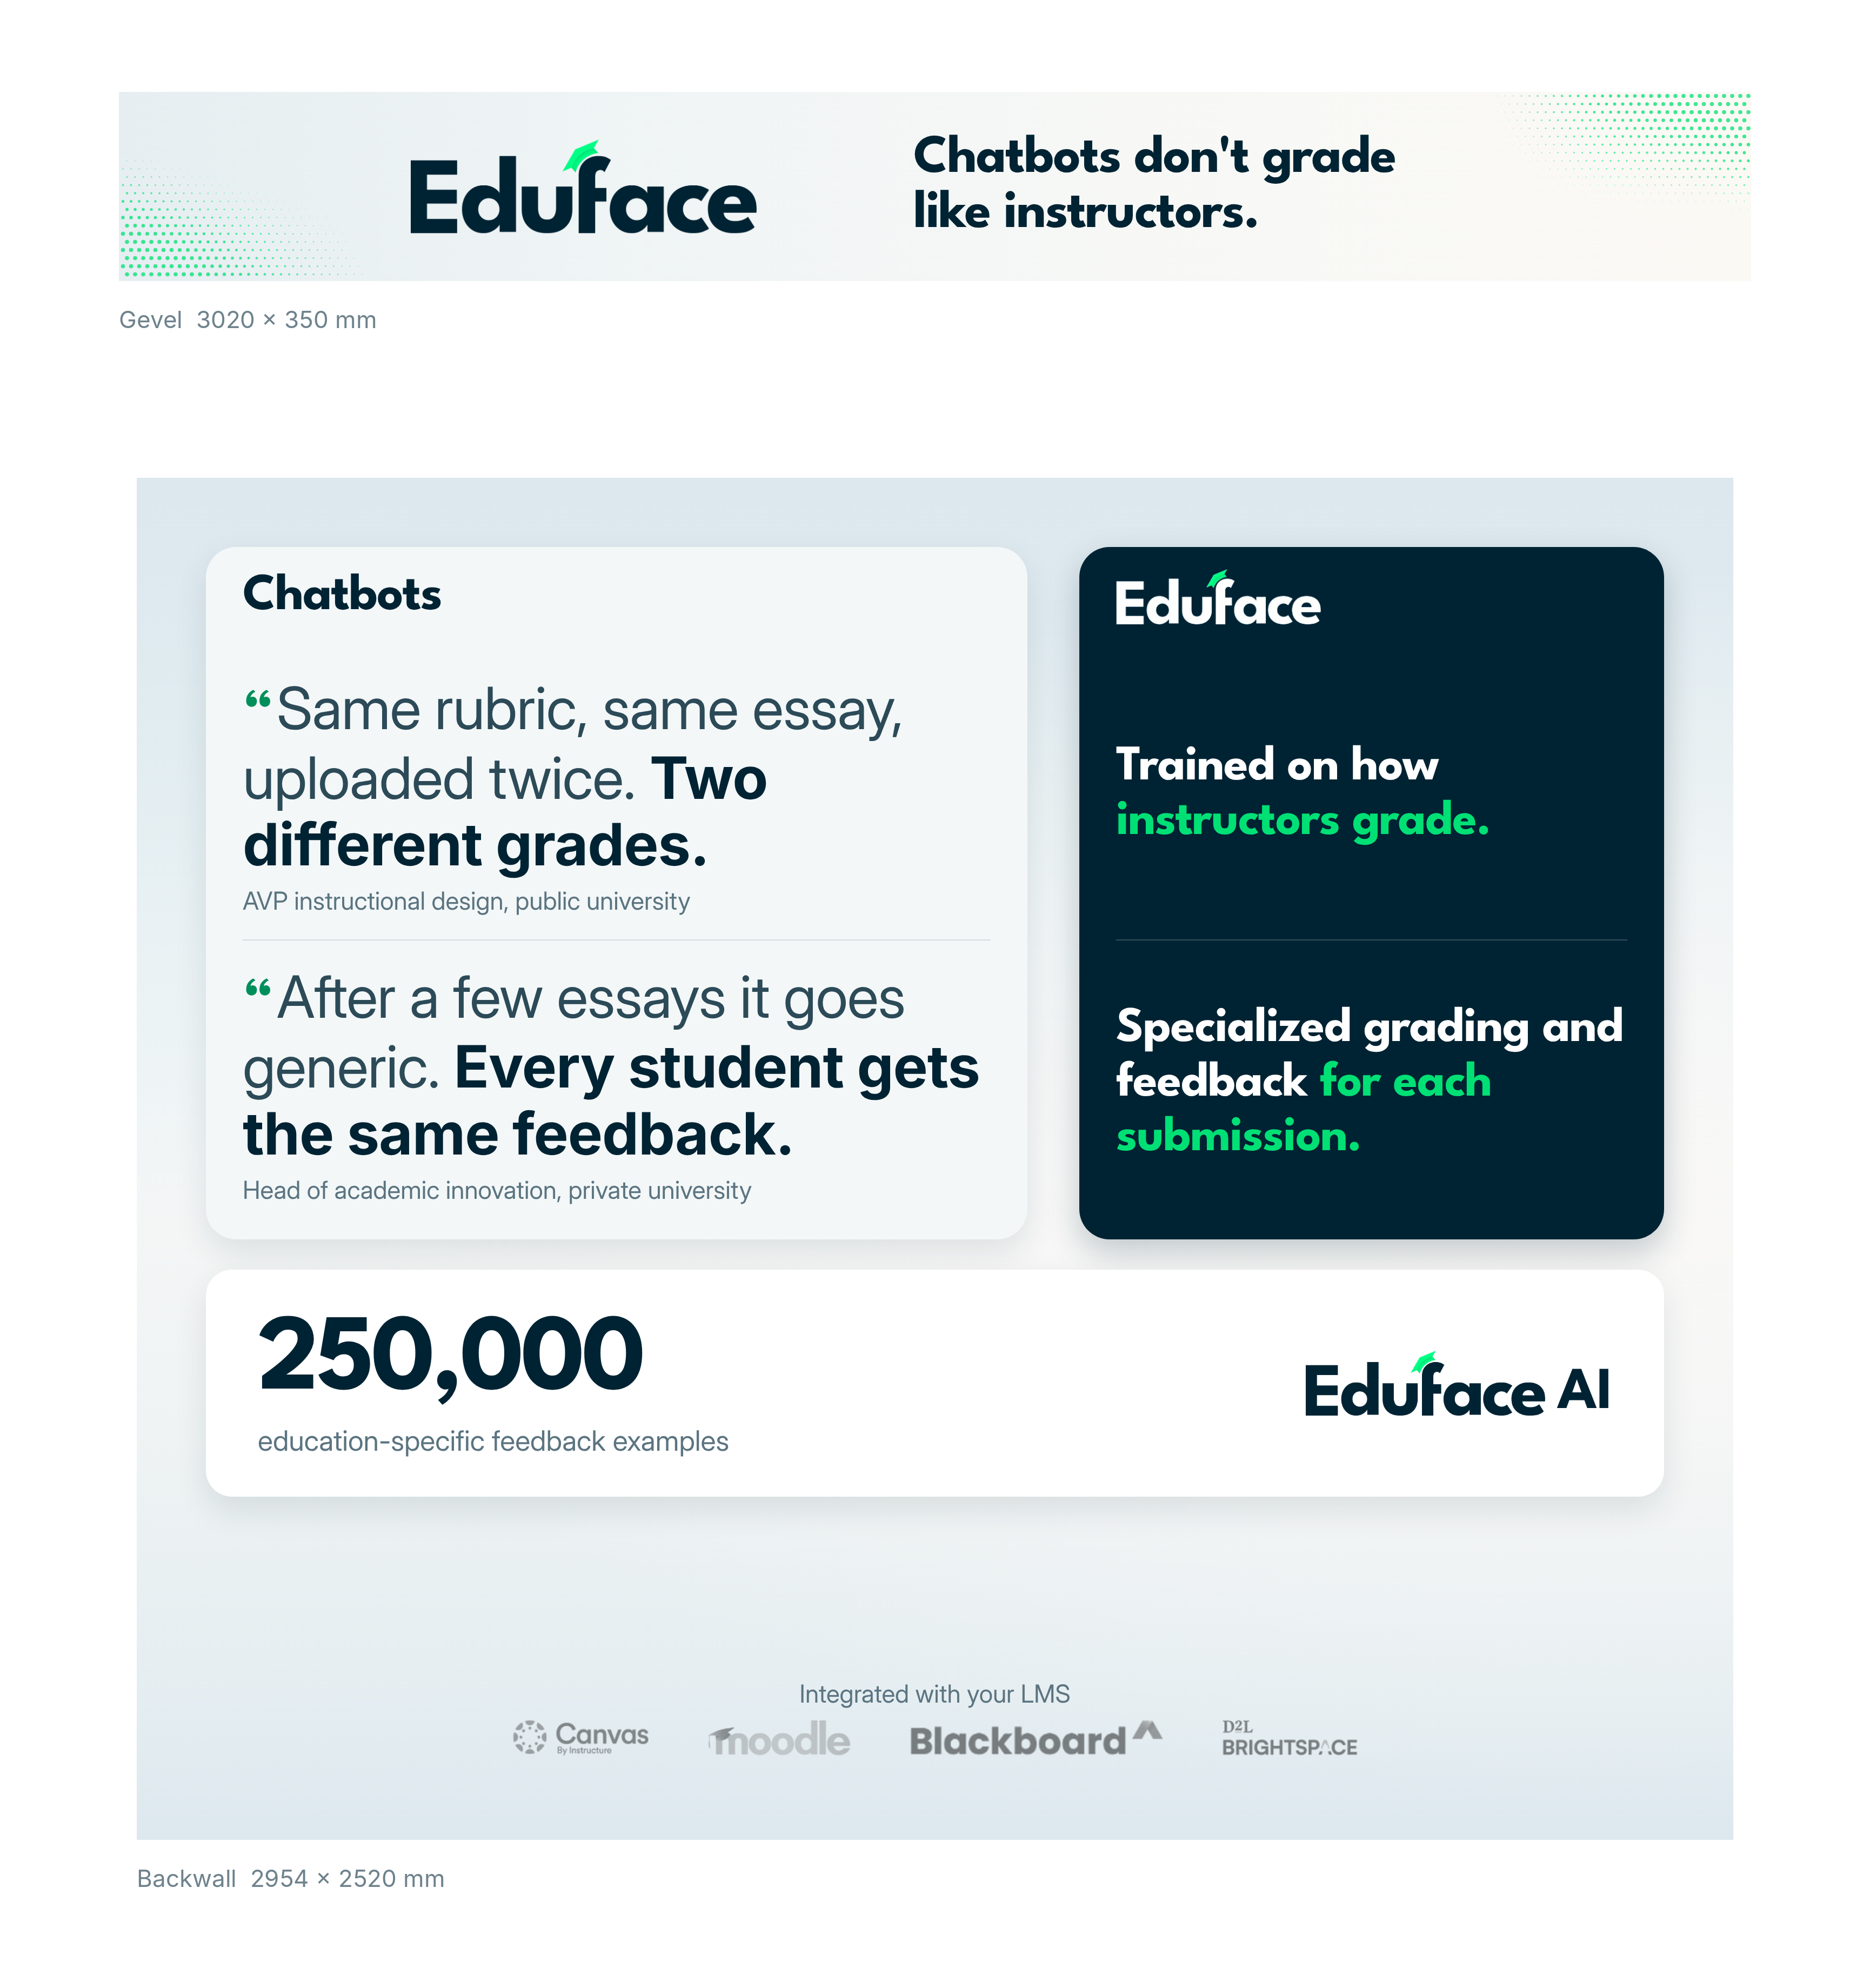 Eduface
Chatbots don't grade
like instructors.
Gevel 3020 × 350 mm
Chatbots
“Same rubric, same essay,
uploaded twice. Two
different grades.
AVP instructional design, public university
“After a few essays it goes
generic. Every student gets
the same feedback.
Head of academic innovation, private university
Eduface
Trained on how
instructors grade.
Specialized grading and
feedback for each
submission.
250,000
education-specific feedback examples
Eduface AI
Integrated with your LMS
Canvas
By Instructure
moodle
Blackboard
D2L
BRIGHTSPACE
Backwall 2954 × 2520 mm